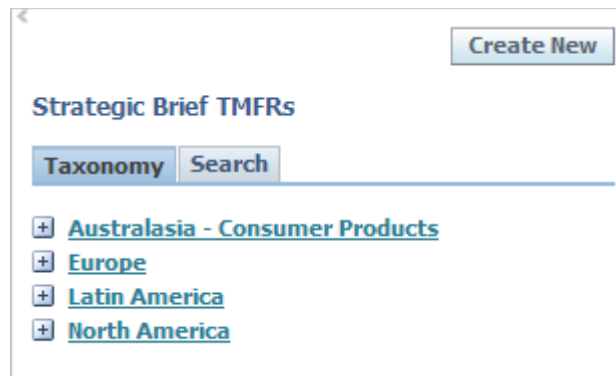 Create New
Strategic Brief TMFRs
Taxonomy Search
Australasia - Consumer Products
Europe
Latin America
North America